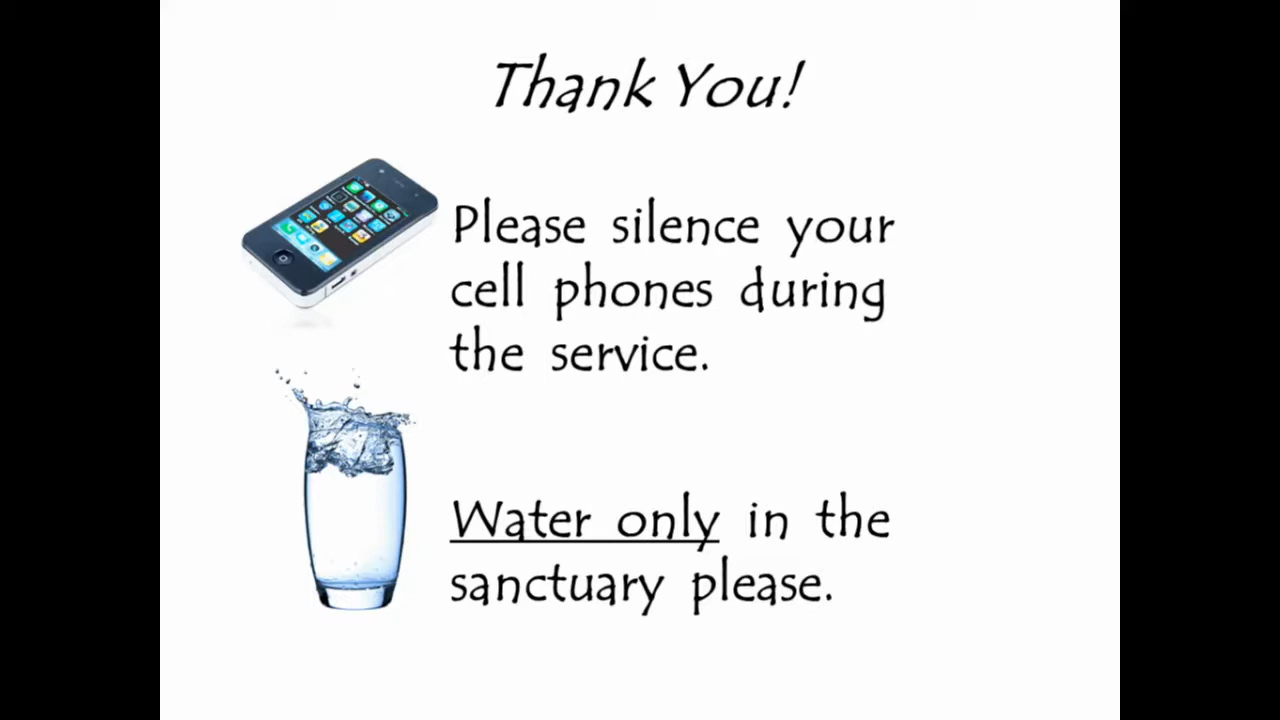 Thank You!
Please silence your
cell phones during
the service.
Water only in the
sanctuary please.